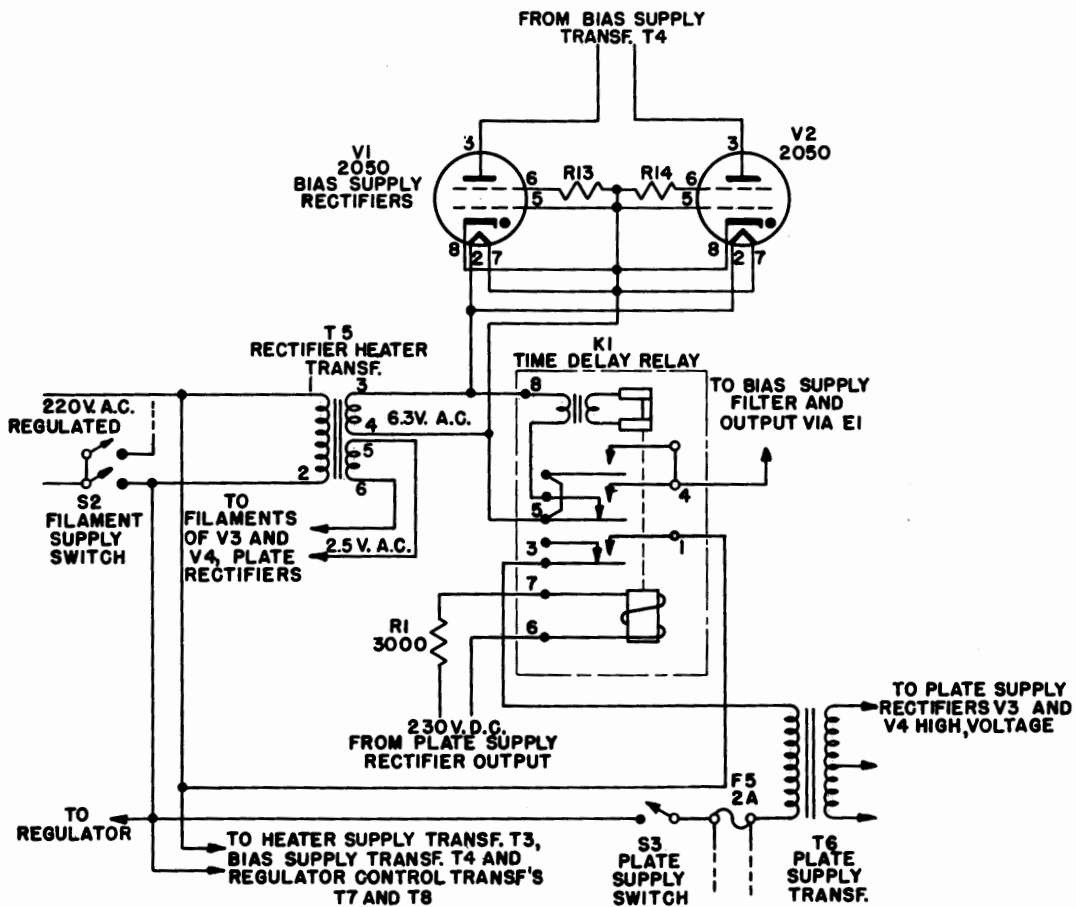 FROM BIAS SUPPLY
TRANSF. T4
3
3
V1
2050
BIAS SUPPLY
RECTIFIERS
V2
2050
6
R13
R14
6
5
5
8
2
7
8
2
7
T5
RECTIFIER HEATER
TRANSF.
K1
TIME DELAY RELAY
1
3
8
TO BIAS SUPPLY
FILTER AND
OUTPUT VIA E1
220V. A.C.
REGULATED
6.3V. A.C.
4
5
2
6
S2
FILAMENT
SUPPLY
SWITCH
TO
FILAMENTS
OF V3 AND
V4, PLATE
RECTIFIERS
2.5 V. A.C.
4
5
3
1
7
6
R1
3000
230V. D.C.
FROM PLATE SUPPLY
RECTIFIER OUTPUT
TO PLATE SUPPLY
RECTIFIERS V3 AND
V4 HIGH, VOLTAGE
F5
2A
TO
REGULATOR
TO HEATER SUPPLY TRANSF. T3,
BIAS SUPPLY TRANSF. T4 AND
REGULATOR CONTROL TRANSF'S
T7 AND T8
S3
PLATE
SUPPLY
SWITCH
T6
PLATE
SUPPLY
TRANSF.